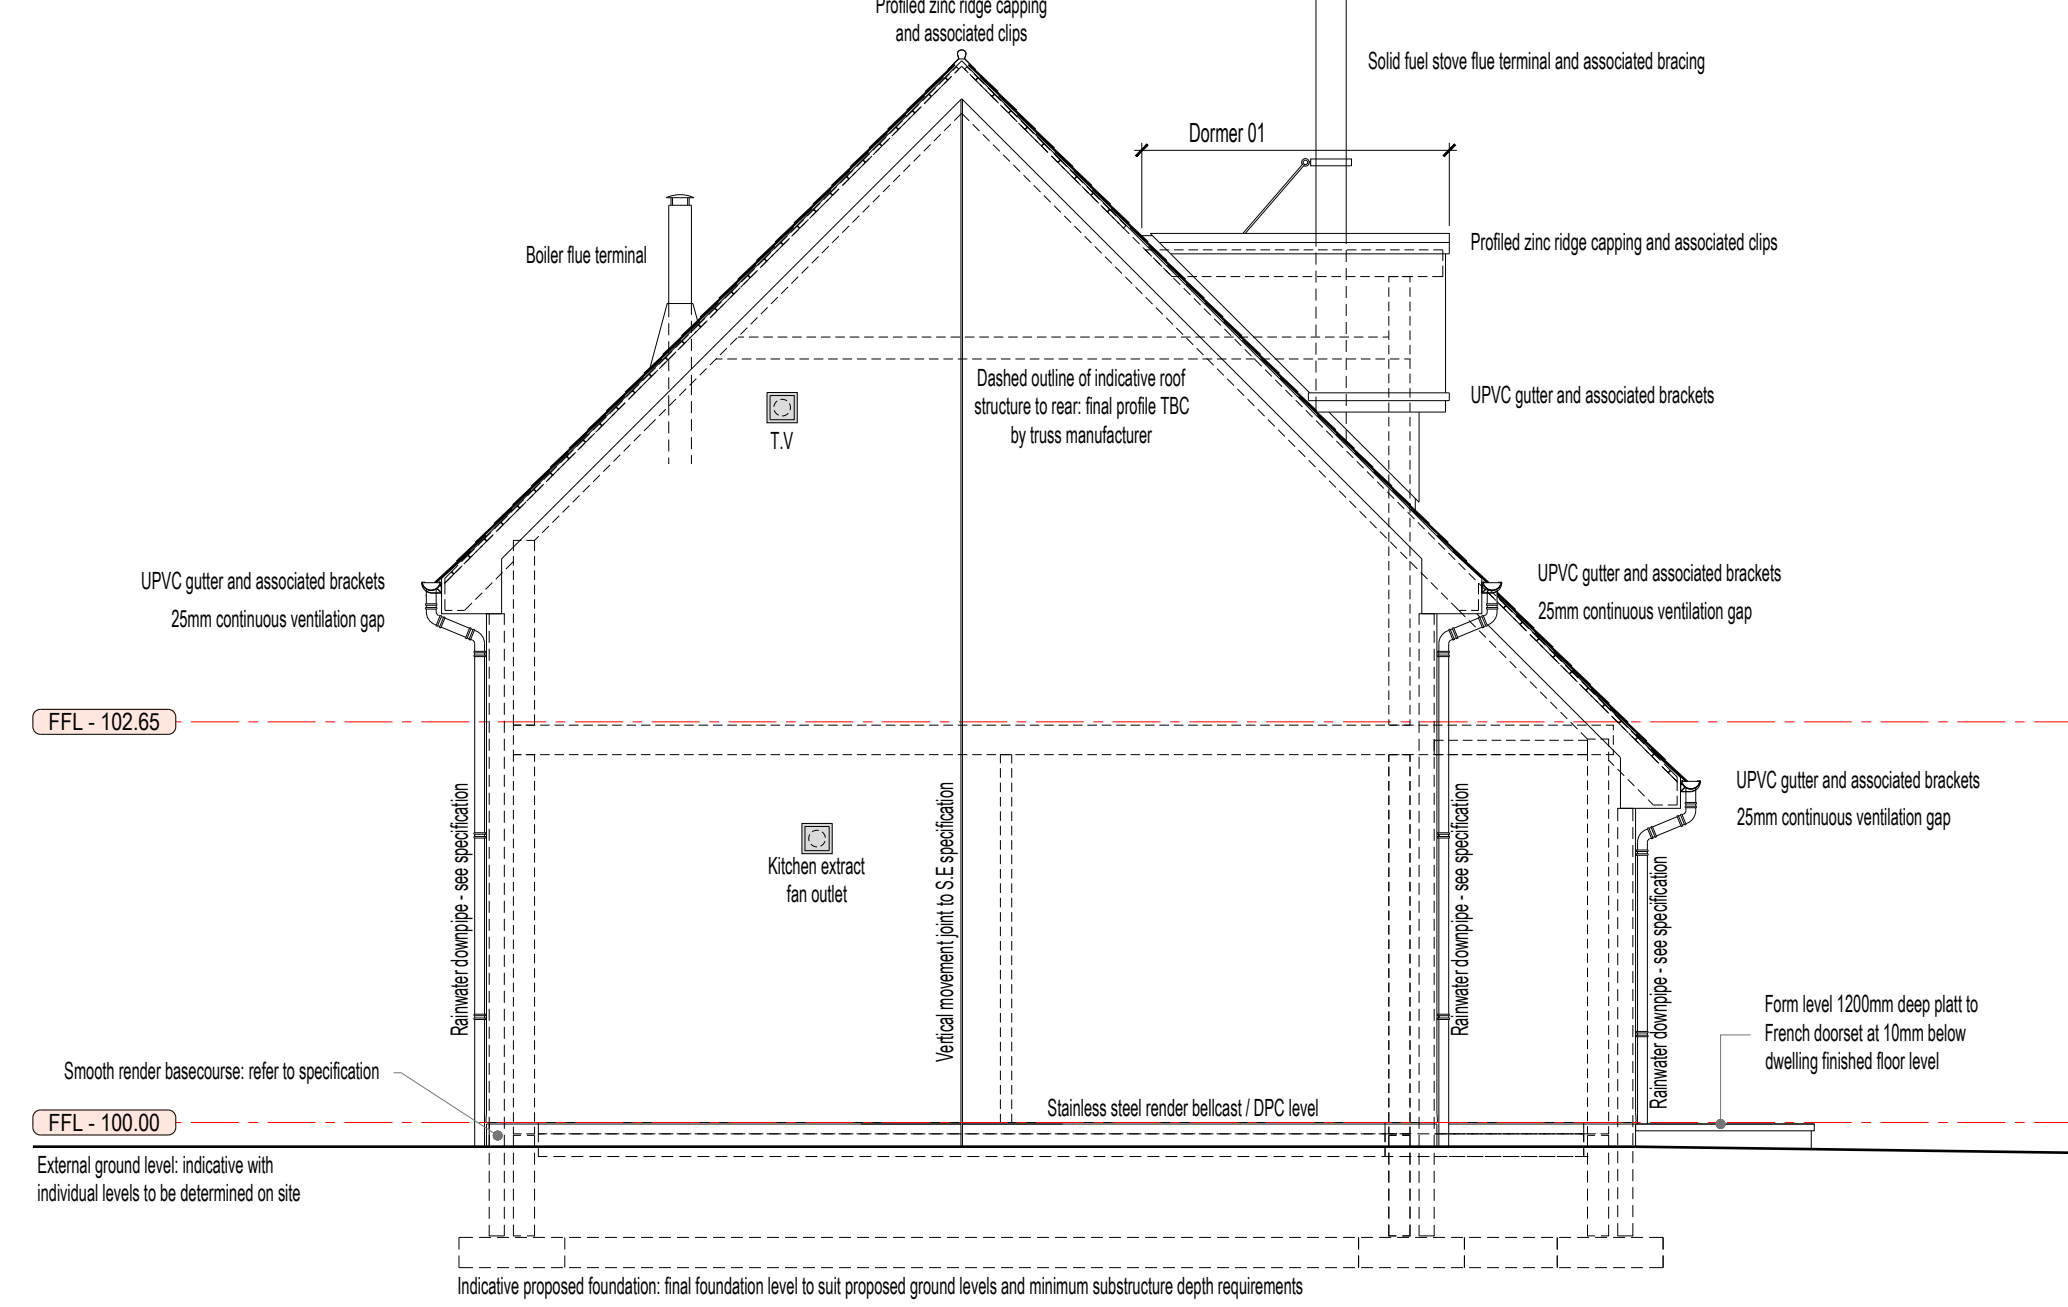 Profiled zinc ridge capping
and associated clips
Solid fuel stove flue terminal and associated bracing
Dormer 01
Boiler flue terminal
Profiled zinc ridge capping and associated clips
Dashed outline of indicative roof
structure to rear: final profile TBC
by truss manufacturer
UPVC gutter and associated brackets
T.V
UPVC gutter and associated brackets
25mm continuous ventilation gap
UPVC gutter and associated brackets
25mm continuous ventilation gap
FFL - 102.65
UPVC gutter and associated brackets
25mm continuous ventilation gap
Rainwater downpipe - see specification
Kitchen extract
fan outlet
Vertical movement joint to S.E specification
Rainwater downpipe - see specification
Rainwater downpipe - see specification
Form level 1200mm deep platt to
French doorset at 10mm below
dwelling finished floor level
Smooth render basecourse: refer to specification
Stainless steel render bellcast / DPC level
FFL - 100.00
External ground level: indicative with
individual levels to be determined on site
Indicative proposed foundation: final foundation level to suit proposed ground levels and minimum substructure depth requirements